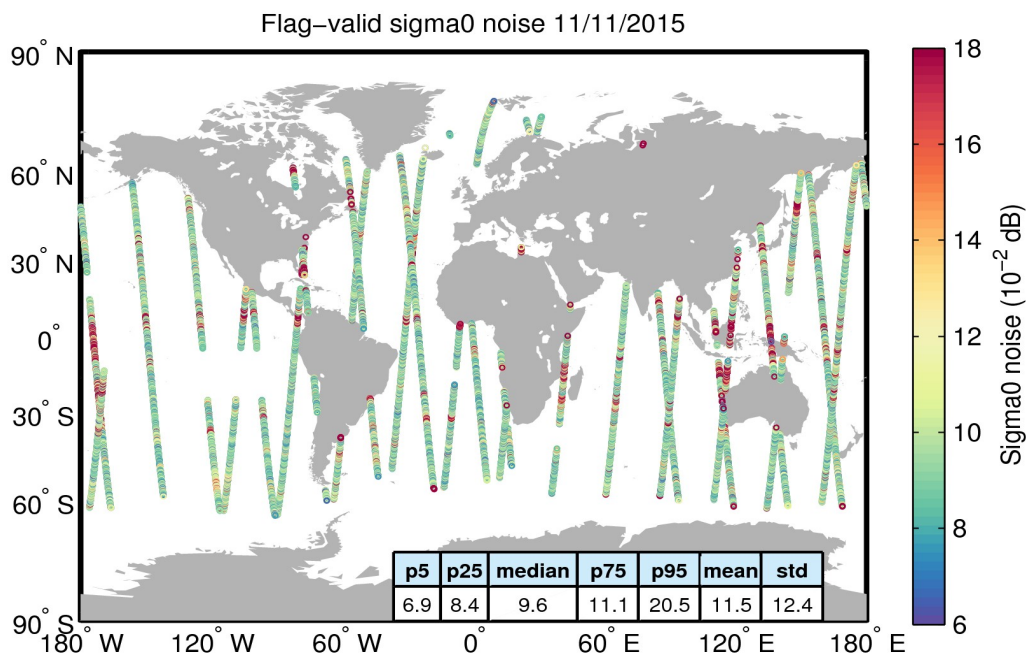 Flag−valid sigma0 noise 11/11/2015
90° N
60° N
30° N
0°
30° S
60° S
90° S
180° W
120° W
60° W
0°
60° E
120° E
180° E
p5 p25 median p75 p95 mean std
6.9 8.4 9.6 11.1 20.5 11.5 12.4
18
16
14
12
10
8
6
Sigma0 noise (10⁻² dB)